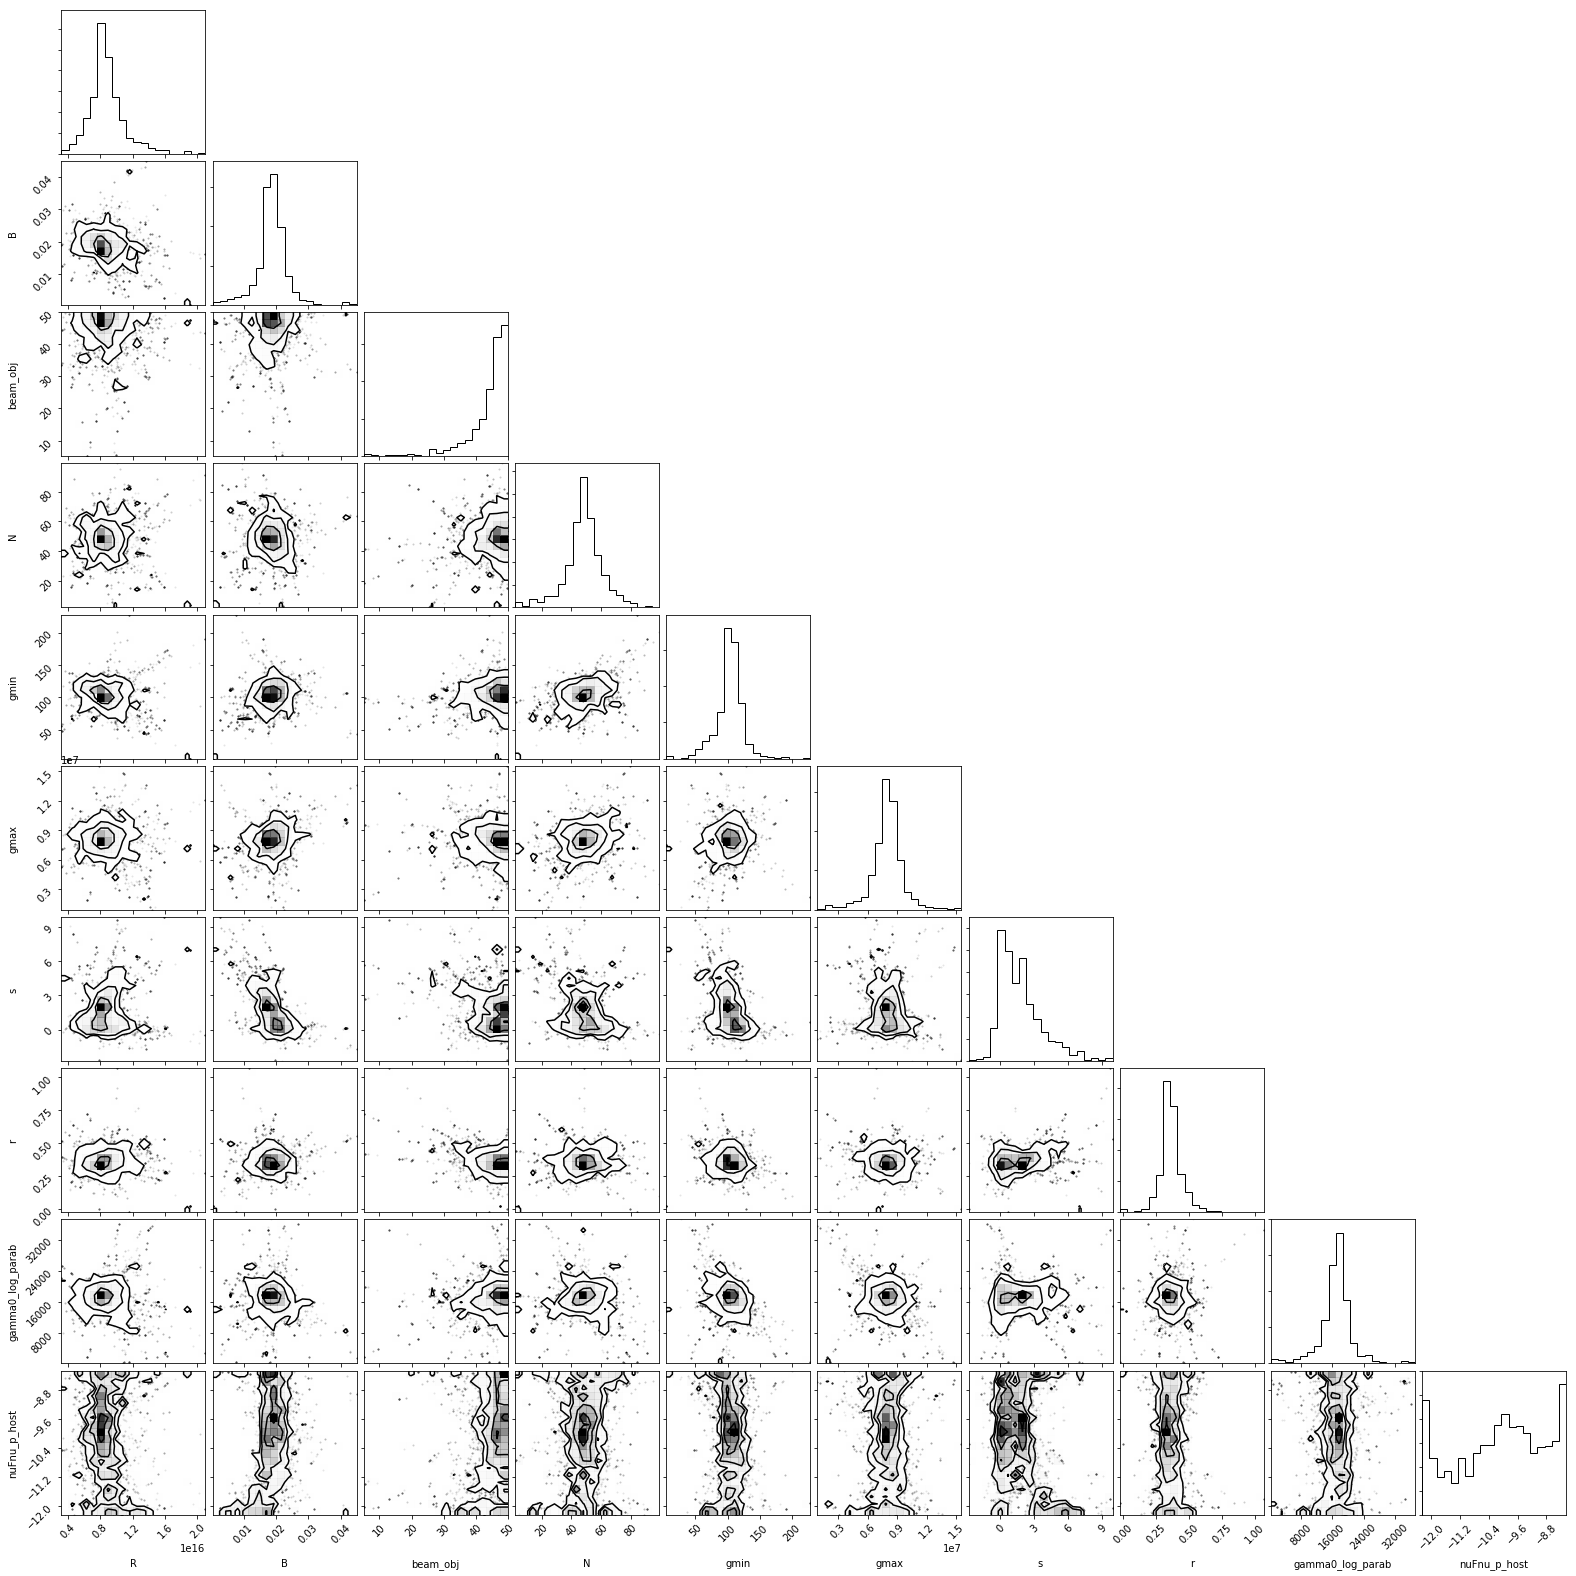 0.04
0.03
0.02
0.01
B
50
40
30
20
10
beam_obj
80
60
40
20
N
200
150
100
50
gmin
1e7
1.5
1.2
0.9
0.6
0.3
gmax
9
6
3
0
s
1.00
0.75
0.50
0.25
0.00
r
32000
24000
16000
8000
gamma0_log_parab
−8.8
−9.6
−10.4
−11.2
−12.0
nuFnu_p_host
0.4 0.8 1.2 1.6 2.0
1e16
R
0.01 0.02 0.03 0.04
B
10 20 30 40 50
beam_obj
20 40 60 80
N
50 100 150 200
gmin
0.3 0.6 0.9 1.2 1.5
1e7
gmax
0 3 6 9
s
0.00 0.25 0.50 0.75 1.00
r
8000 16000 24000 32000
gamma0_log_parab
−12.0 −11.2 −10.4 −9.6 −8.8
nuFnu_p_host